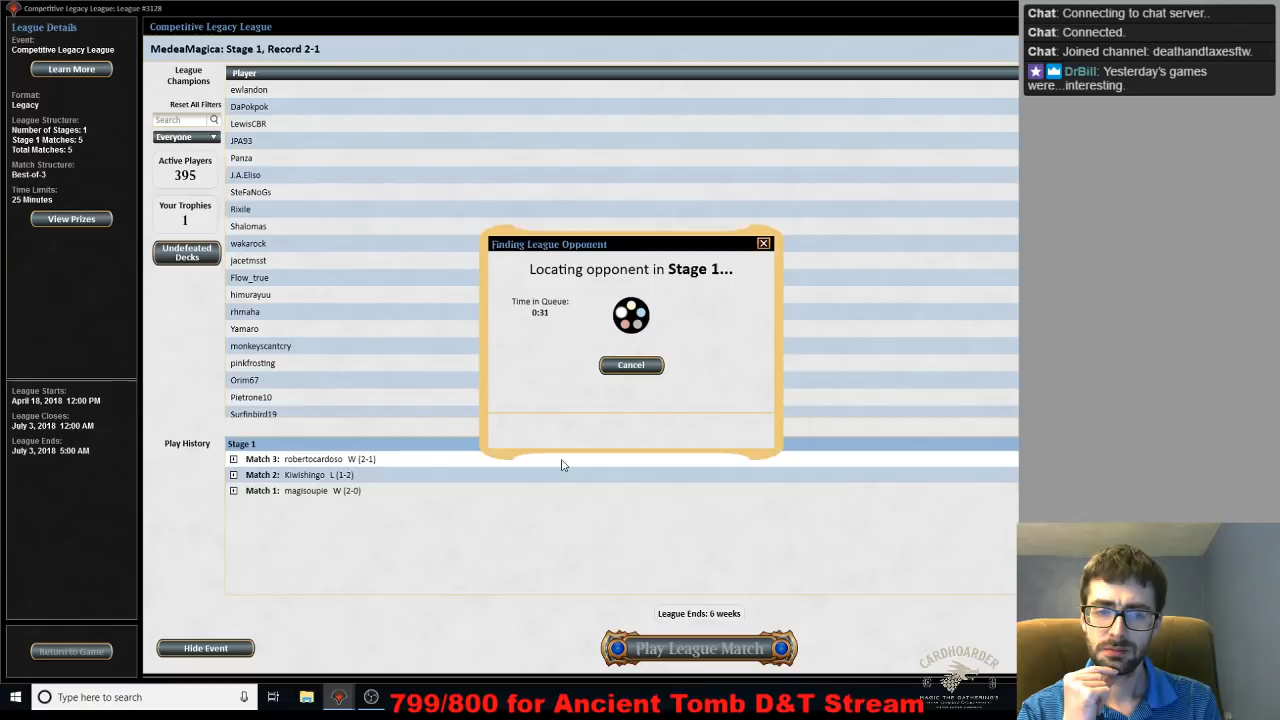 Competitive Legacy League: League #3128
League Details
Event:
Competitive Legacy League
Learn More
Format:
Legacy
League Structure:
Number of Stages: 1
Stage 1 Matches: 5
Total Matches: 5
Match Structure:
Best-of-3
Time Limits:
25 Minutes
View Prizes
League Starts:
April 18, 2018 12:00 PM
League Closes:
July 3, 2018 12:00 AM
League Ends:
July 3, 2018 5:00 AM
Return to Game
Competitive Legacy League
MedeaMagica: Stage 1, Record 2-1
League
Champions
Reset All Filters
Search
Everyone
Active Players
395
Your Trophies
1
Undefeated
Decks
Player
ewlandon
DaPokpok
LewisCBR
JPA93
Panza
J.A.Eliso
SteFaNoGs
Rixile
Shalomas
wakarock
jacetmsst
Flow_true
himurayuu
rhmaha
Yamaro
monkeyscantcry
pinkfrosting
Orim67
Pietrone10
Surfinbird19
Finding League Opponent
Locating opponent in Stage 1...
Time in Queue:
0:31
Cancel
Play History
Stage 1
Match 3: robertocardoso W (2-1)
Match 2: Kiwishingo L (1-2)
Match 1: magisoupie W (2-0)
League Ends: 6 weeks
Hide Event
Play League Match
CARDHOARDER
Chat: Connecting to chat server..
Chat: Connected.
Chat: Joined channel: deathandtaxesftw.
DrBill: Yesterday's games
were...interesting.
Type here to search
799/800 for Ancient Tomb D&T Stream